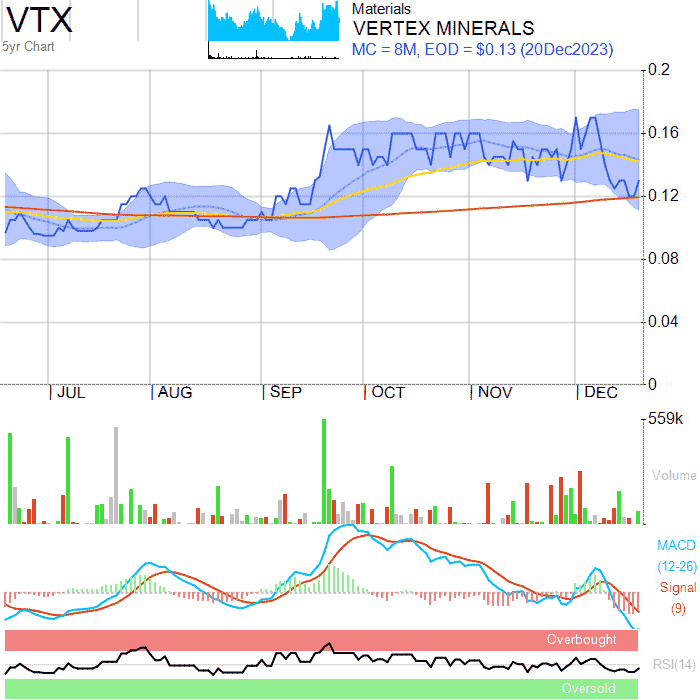 VTX
5yr Chart
Materials
VERTEX MINERALS
MC = 8M, EOD = $0.13 (20Dec2023)
0.2
0.16
0.12
0.08
0.04
0
JUL AUG SEP OCT NOV DEC
559k
Volume
MACD
(12-26)
Signal
(9)
Overbought
RSI(14)
Oversold